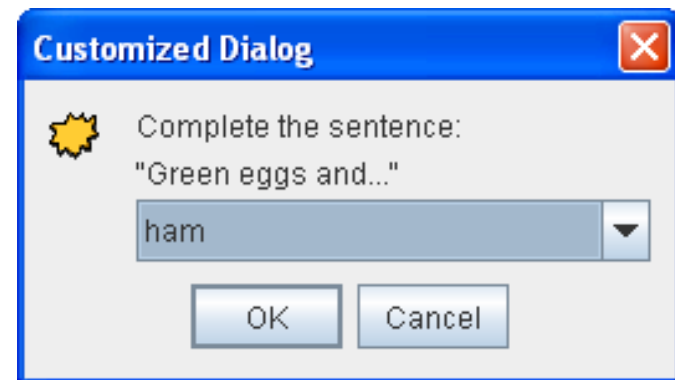 Customized Dialog
Complete the sentence:
"Green eggs and..."
ham
OK Cancel